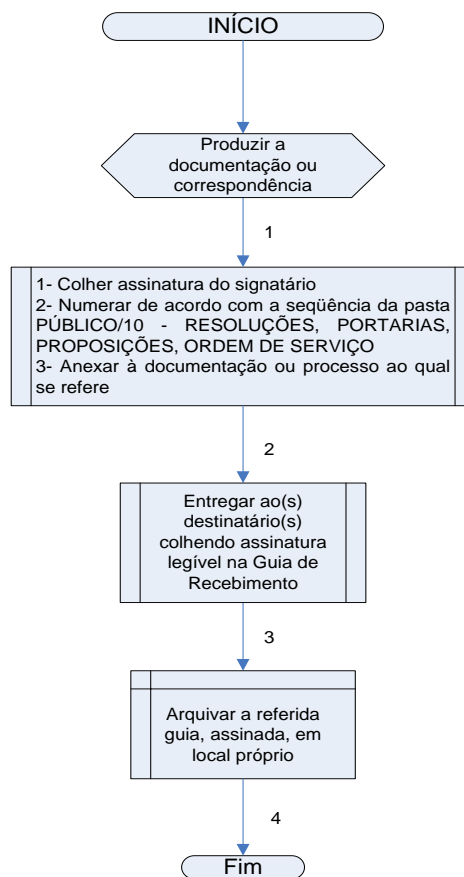 INÍCIO
Produzir a
documentação ou
correspondência
1
1- Colher assinatura do signatário
2- Numerar de acordo com a seqüência da pasta
PÚBLICO/10 - RESOLUÇÕES, PORTARIAS,
PROPOSIÇÕES, ORDEM DE SERVIÇO
3- Anexar à documentação ou processo ao qual
se refere
2
Entregar ao(s)
destinatário(s)
colhendo assinatura
legível na Guia de
Recebimento
3
Arquivar a referida
guia, assinada, em
local próprio
4
Fim